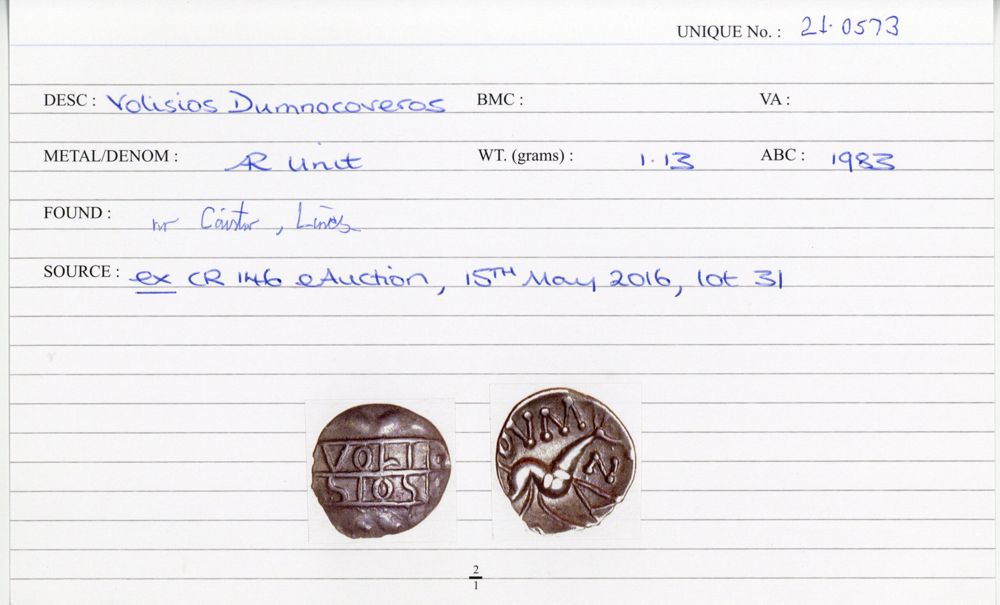 UNIQUE No. : 21·0573
DESC : Volisios Dumnocoveros BMC : VA :
METAL/DENOM : AR Unit WT. (grams) : 1·13 ABC : 1983
FOUND : nr Caistor, Lincs
SOURCE : ex CR 146 eAuction, 15TH May 2016, lot 31
VOLI
SIOS
2
1